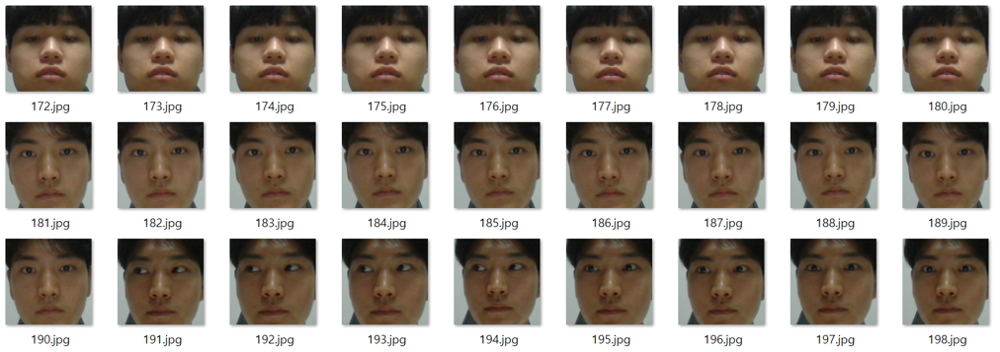 172.jpg 173.jpg 174.jpg 175.jpg 176.jpg 177.jpg 178.jpg 179.jpg 180.jpg
181.jpg 182.jpg 183.jpg 184.jpg 185.jpg 186.jpg 187.jpg 188.jpg 189.jpg
190.jpg 191.jpg 192.jpg 193.jpg 194.jpg 195.jpg 196.jpg 197.jpg 198.jpg